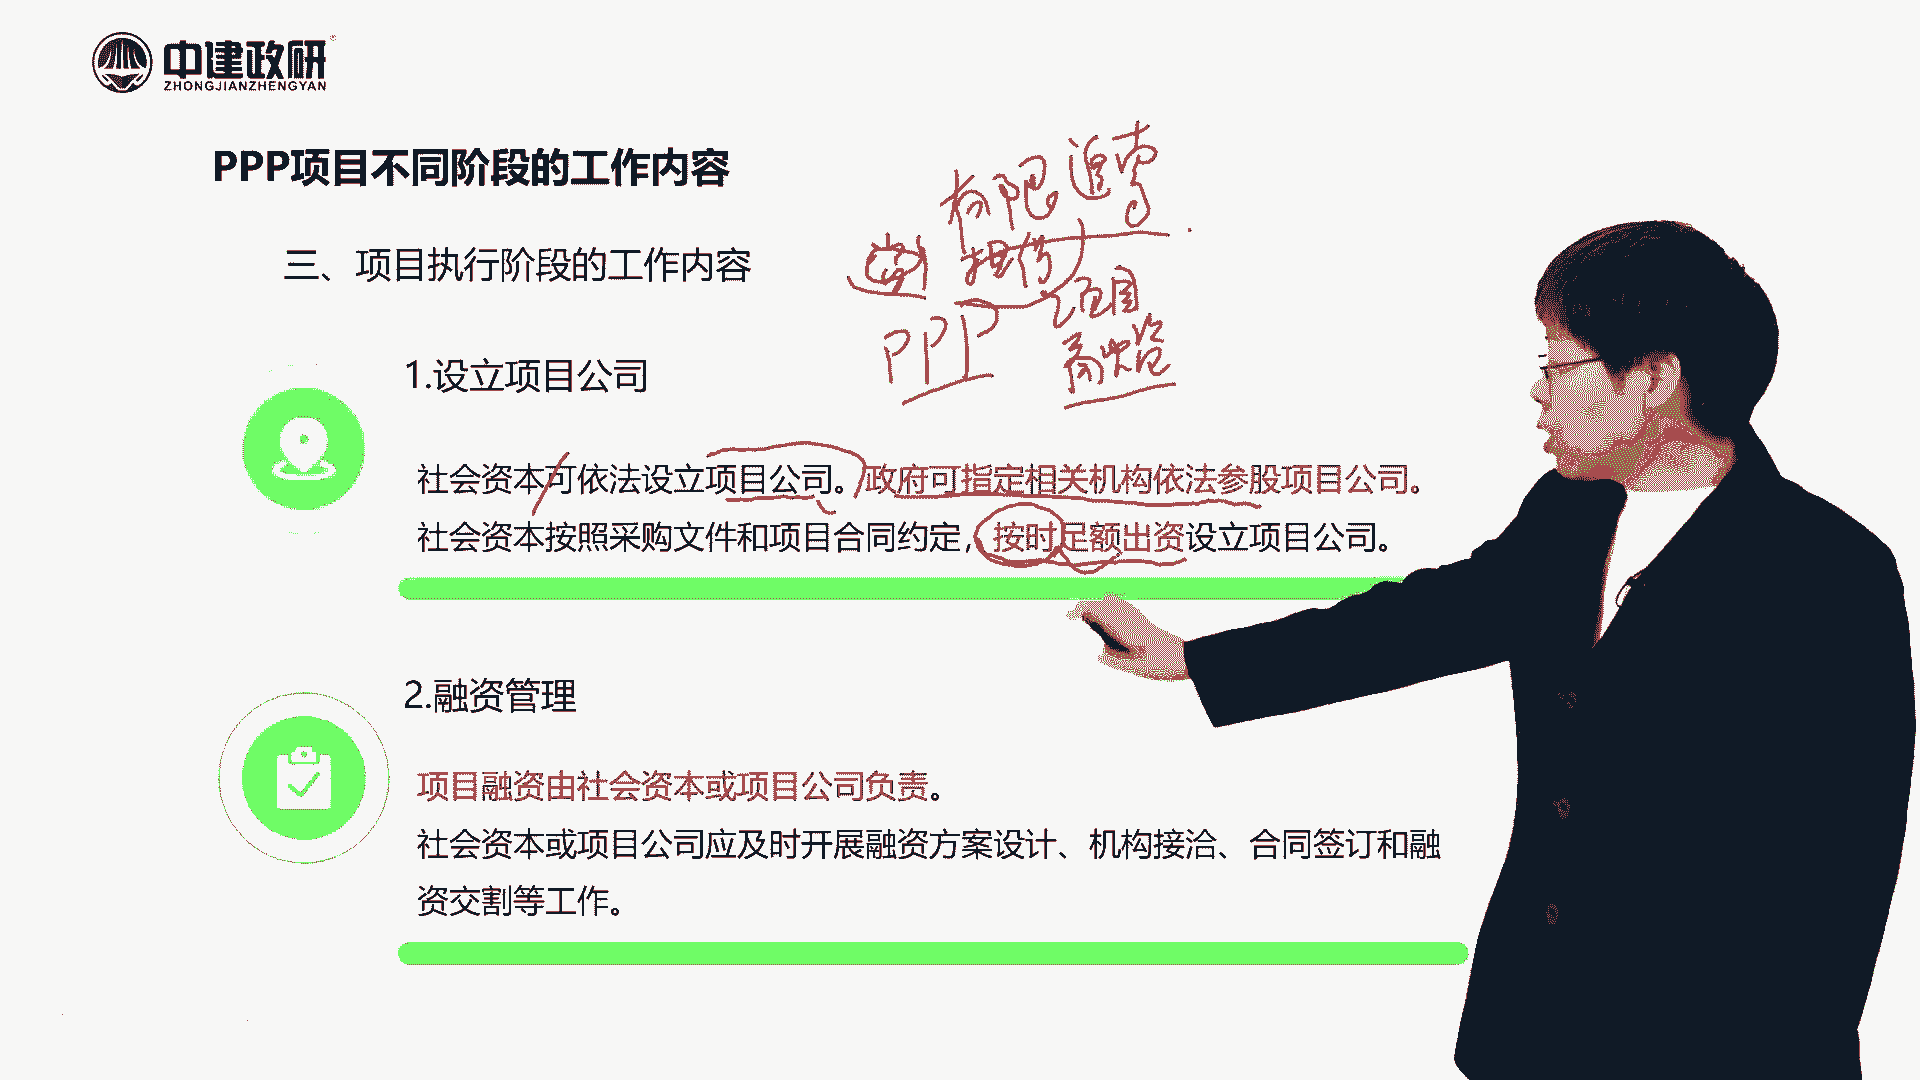 中建政研
ZHONGJIANZHENGYAN
PPP项目不同阶段的工作内容
有限追索
三、项目执行阶段的工作内容
担保
项目
PPP
1.设立项目公司
社会资本可依法设立项目公司。政府可指定相关机构依法参股项目公司。
社会资本按照采购文件和项目合同约定，按时足额出资设立项目公司。
2.融资管理
项目融资由社会资本或项目公司负责。
社会资本或项目公司应及时开展融资方案设计、机构接洽、合同签订和融
资交割等工作。